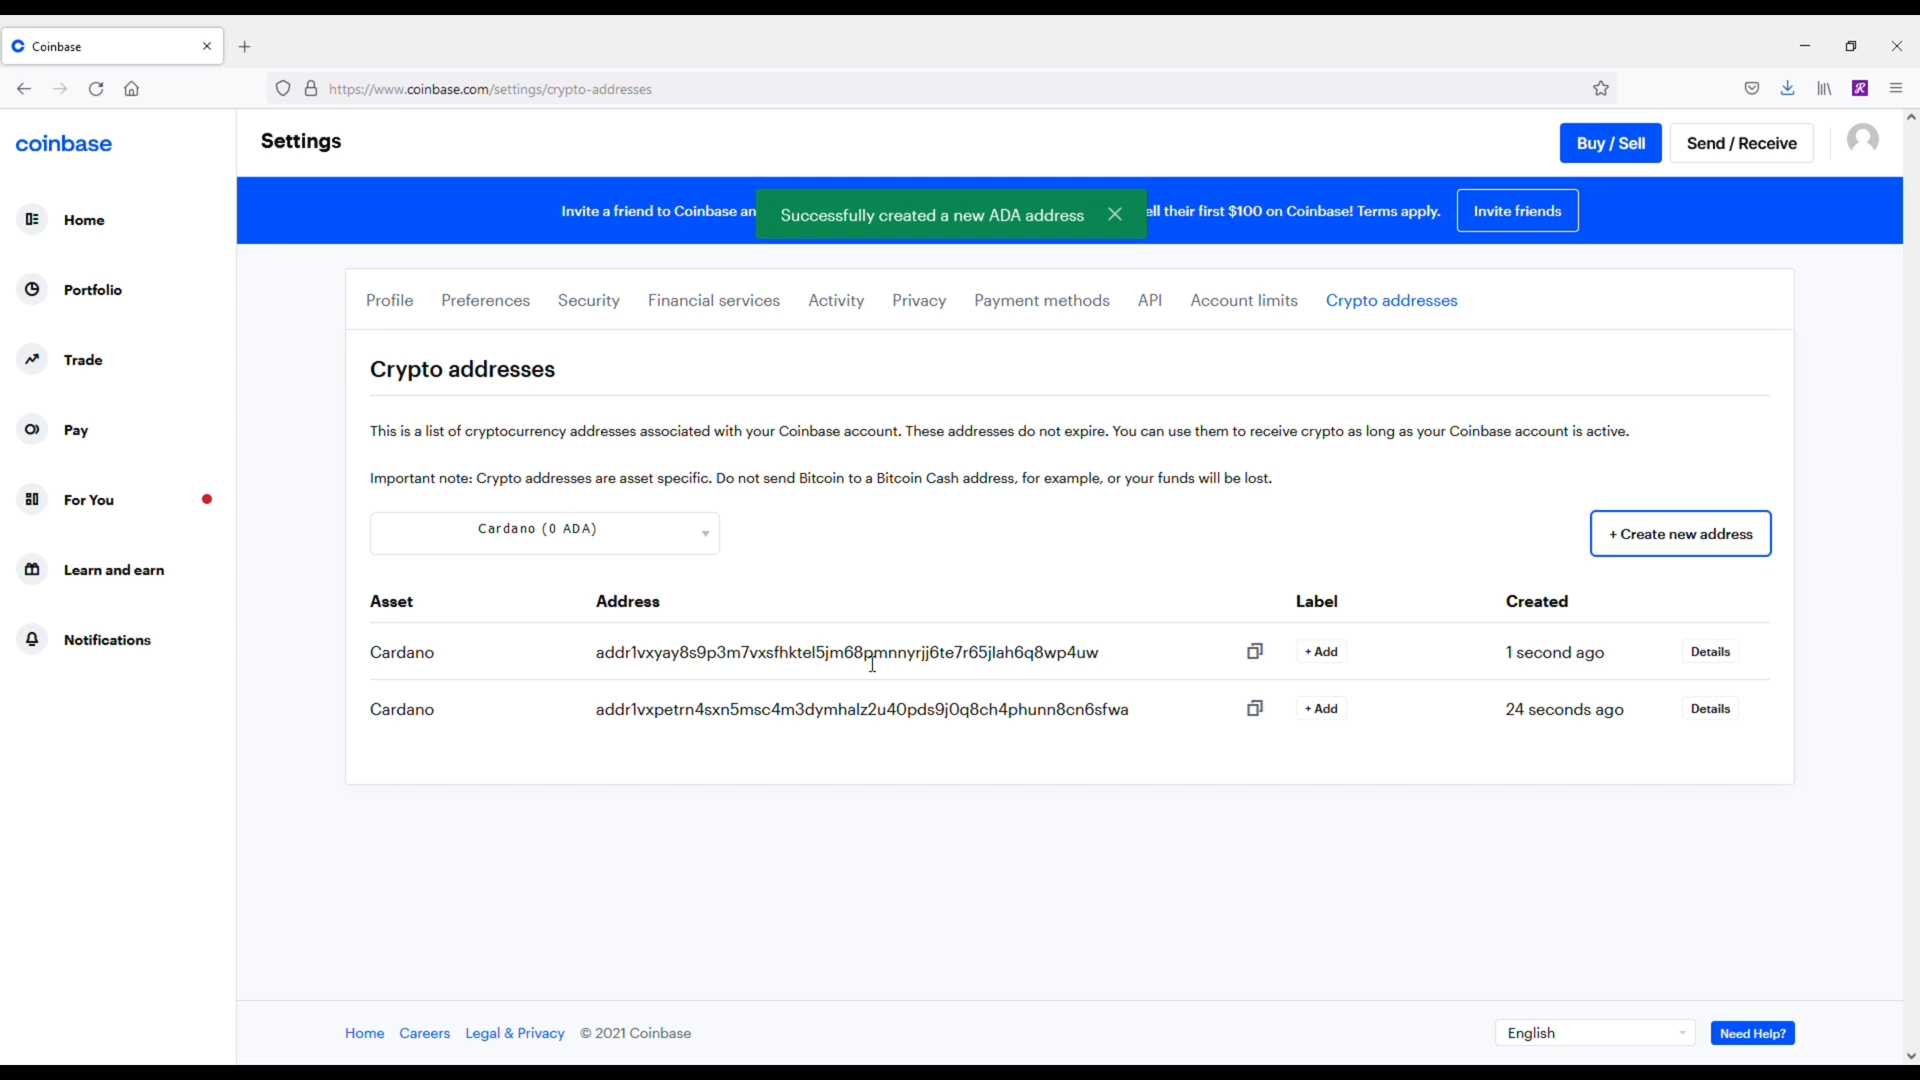 Coinbase
https://www.coinbase.com/settings/crypto-addresses
coinbase
Settings
Buy / Sell
Send / Receive
Invite a friend to Coinbase an
Successfully created a new ADA address
ell their first $100 on Coinbase! Terms apply.
Invite friends
Home
Portfolio
Trade
Pay
For You
Learn and earn
Notifications
Profile Preferences Security Financial services Activity Privacy Payment methods API Account limits Crypto addresses
Crypto addresses
This is a list of cryptocurrency addresses associated with your Coinbase account. These addresses do not expire. You can use them to receive crypto as long as your Coinbase account is active.
Important note: Crypto addresses are asset specific. Do not send Bitcoin to a Bitcoin Cash address, for example, or your funds will be lost.
Cardano (0 ADA)
+ Create new address
Asset Address Label Created
Cardano addr1vxyay8s9p3m7vxsfhktel5jm68pmnnyrjj6te7r65jlah6q8wp4uw + Add 1 second ago Details
Cardano addr1vxpetrn4sxn5msc4m3dymhalz2u40pds9j0q8ch4phunn8cn6sfwa + Add 24 seconds ago Details
Home Careers Legal & Privacy © 2021 Coinbase
English
Need Help?